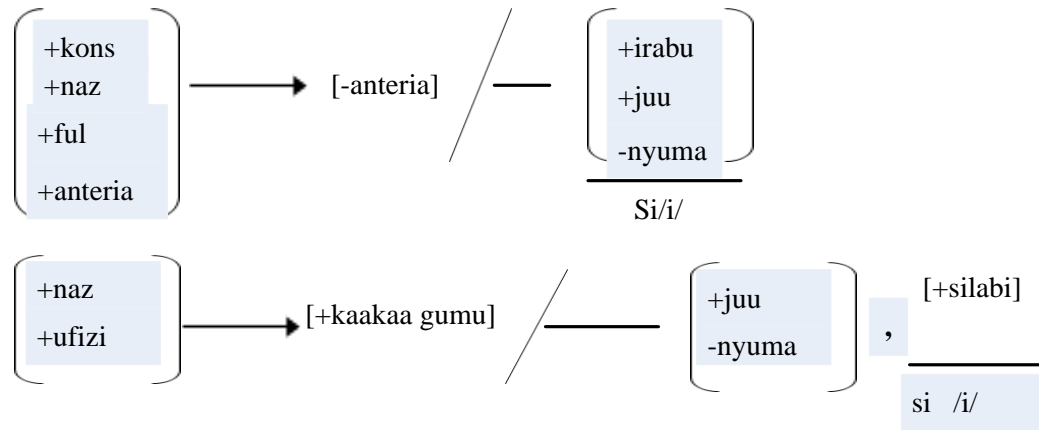 +kons
+naz
+ful
+anteria
[-anteria]
+irabu
+juu
-nyuma
Si/i/
+naz
+ufizi
[+kaakaa gumu]
+juu
-nyuma
,
[+silabi]
si /i/